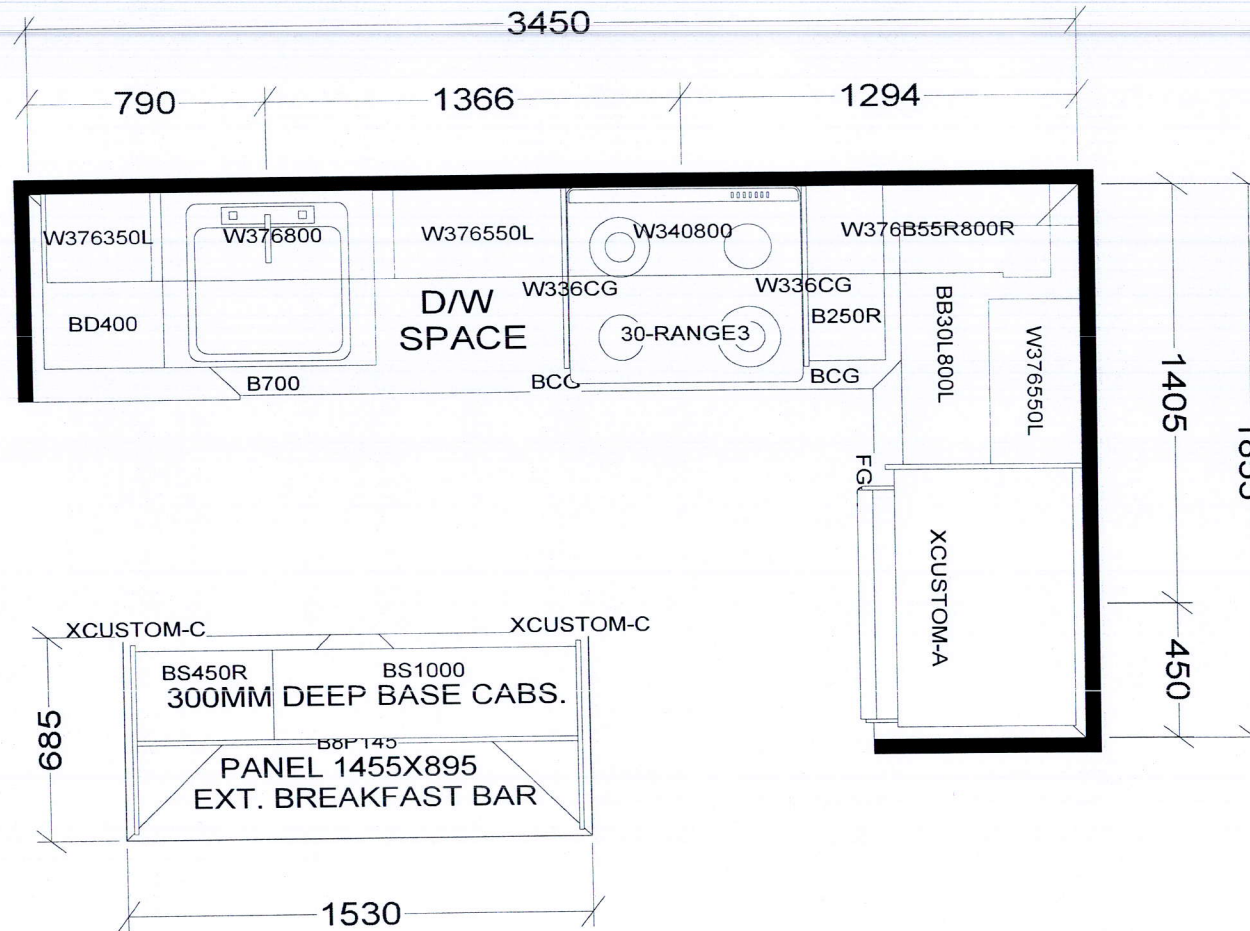 3450
790
1366
1294
W376350L
W376800
W376550L
W340800
W376B55R800R
W336CG
W336CG
BD400
D/W
SPACE
30-RANGE3
B250R
BB30L800L
W376550L
B700
BCG
BCG
1405
FG
XCUSTOM-A
450
XCUSTOM-C
XCUSTOM-C
BS450R
BS1000
300MM DEEP BASE CABS.
685
B8P145
PANEL 1455X895
EXT. BREAKFAST BAR
1530